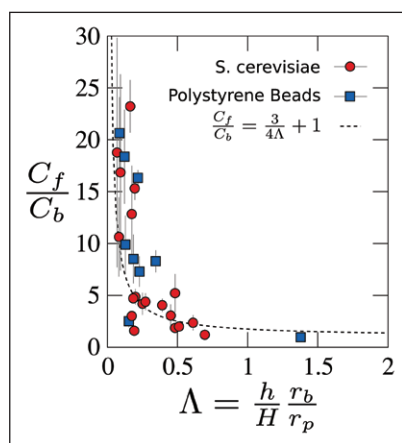 30
S. cerevisiae
25
Polystyrene Beads
C_f/C_b = 3/(4Λ) + 1
20
C_f/C_b
15
10
5
0
0 0.5 1 1.5 2
Λ = h/H r_b/r_p